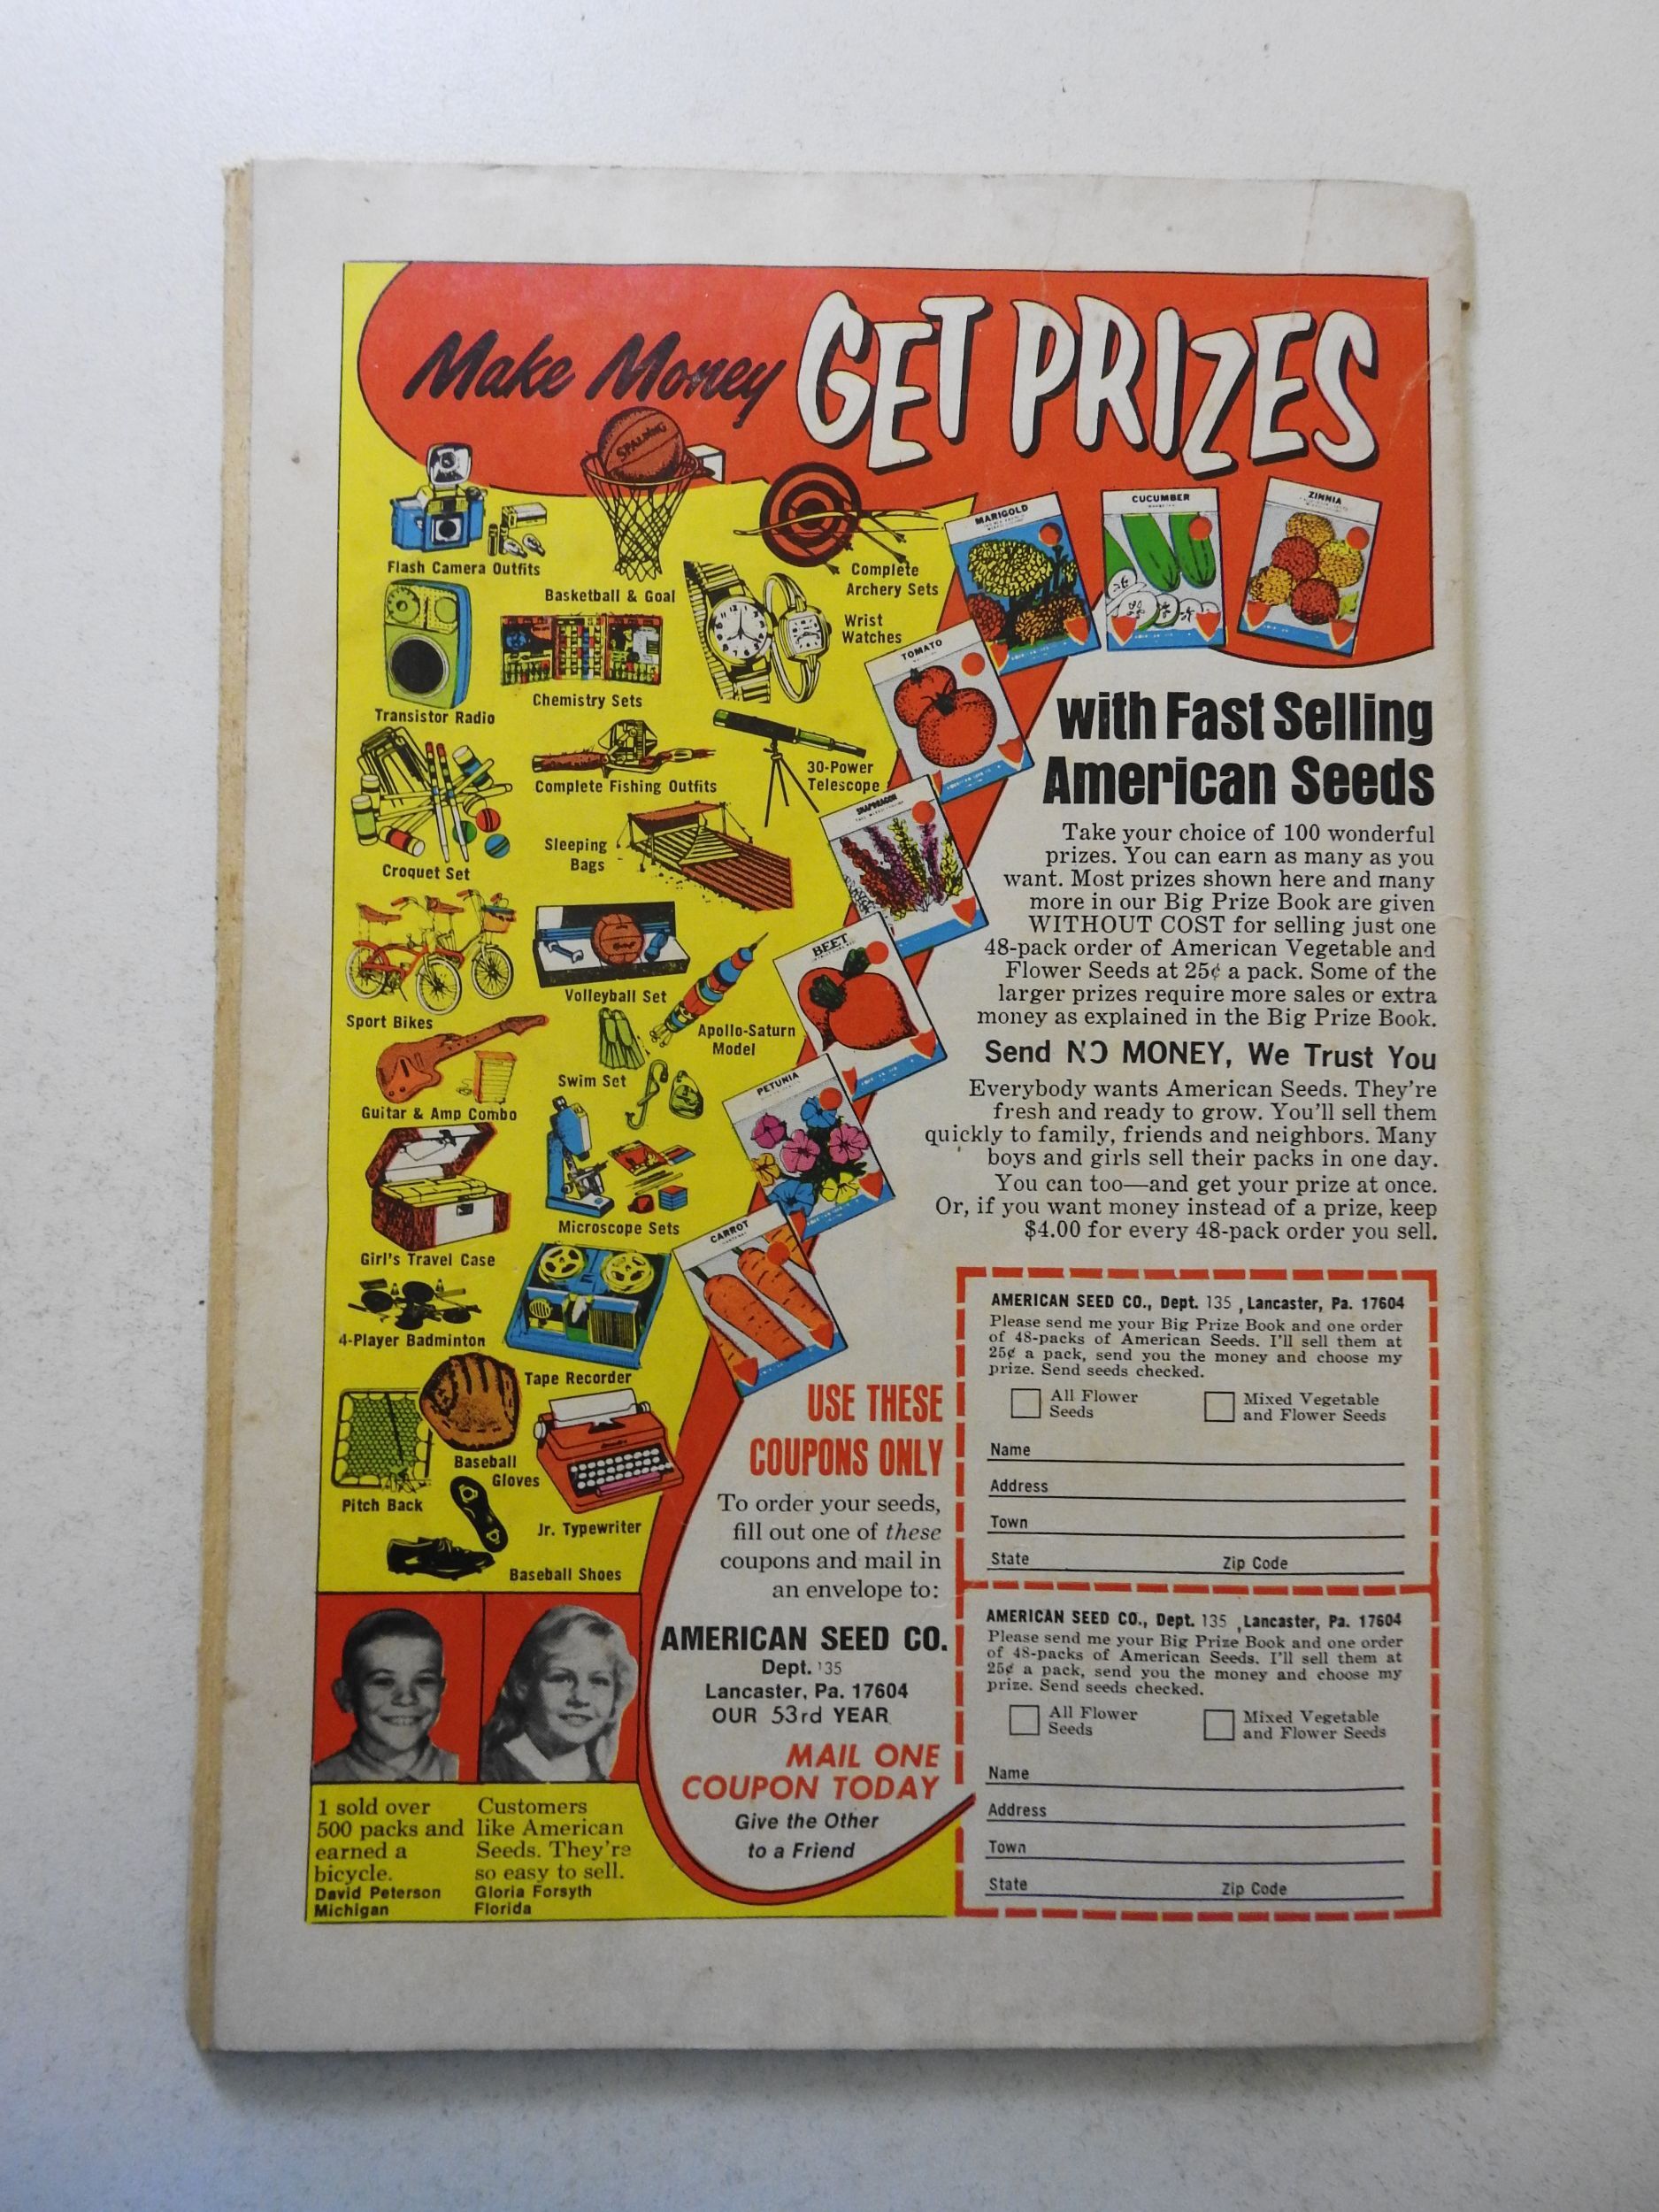 Make Money GET PRIZES
SPALDING
Flash Camera Outfits
Basketball & Goal
Complete
Archery Sets
Wrist
Watches
Transistor Radio
Chemistry Sets
Complete Fishing Outfits
30-Power
Telescope
Croquet Set
Sleeping
Bags
Sport Bikes
Volleyball Set
Apollo-Saturn
Model
Swim Set
Guitar & Amp Combo
Microscope Sets
Girl's Travel Case
4-Player Badminton
Tape Recorder
Baseball
Gloves
Pitch Back
Jr. Typewriter
Baseball Shoes
MARIGOLD
CUCUMBER
ZINNIA
TOMATO
SNAPDRAGON
BEET
PETUNIA
CARROT
with Fast Selling
American Seeds
Take your choice of 100 wonderful
prizes. You can earn as many as you
want. Most prizes shown here and many
more in our Big Prize Book are given
WITHOUT COST for selling just one
48-pack order of American Vegetable and
Flower Seeds at 25¢ a pack. Some of the
larger prizes require more sales or extra
money as explained in the Big Prize Book.
Send NO MONEY, We Trust You
Everybody wants American Seeds. They're
fresh and ready to grow. You'll sell them
quickly to family, friends and neighbors. Many
boys and girls sell their packs in one day.
You can too—and get your prize at once.
Or, if you want money instead of a prize, keep
$4.00 for every 48-pack order you sell.
USE THESE
COUPONS ONLY
To order your seeds,
fill out one of these
coupons and mail in
an envelope to:
AMERICAN SEED CO.
Dept. 135
Lancaster, Pa. 17604
OUR 53rd YEAR
MAIL ONE
COUPON TODAY
Give the Other
to a Friend
AMERICAN SEED CO., Dept. 135 , Lancaster, Pa. 17604
Please send me your Big Prize Book and one order
of 48-packs of American Seeds. I'll sell them at
25¢ a pack, send you the money and choose my
prize. Send seeds checked.
All Flower
Seeds
Mixed Vegetable
and Flower Seeds
Name
Address
Town
State Zip Code
AMERICAN SEED CO., Dept. 135 , Lancaster, Pa. 17604
Please send me your Big Prize Book and one order
of 48-packs of American Seeds. I'll sell them at
25¢ a pack, send you the money and choose my
prize. Send seeds checked.
All Flower
Seeds
Mixed Vegetable
and Flower Seeds
Name
Address
Town
State Zip Code
1 sold over
500 packs and
earned a
bicycle.
David Peterson
Michigan
Customers
like American
Seeds. They're
so easy to sell.
Gloria Forsyth
Florida